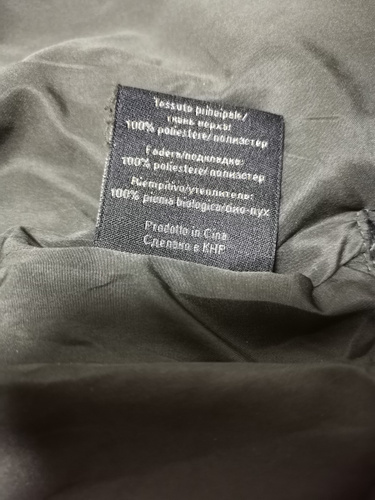 Tessuto principale/
ткань верха:
100% poliestere/полиэстер
Fodera/подкладка:
100% poliestere/полиэстер
Riempitivo/утеплитель:
100% piuma biologica/био-пух
Prodotto in Cina
Сделано в КНР